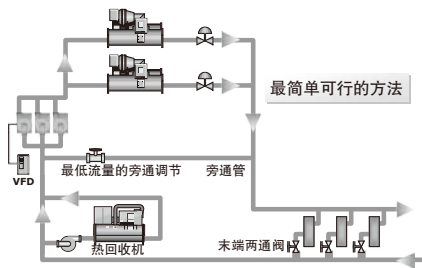 最简单可行的方法
最低流量的旁通调节
旁通管
VFD
热回收机
末端两通阀